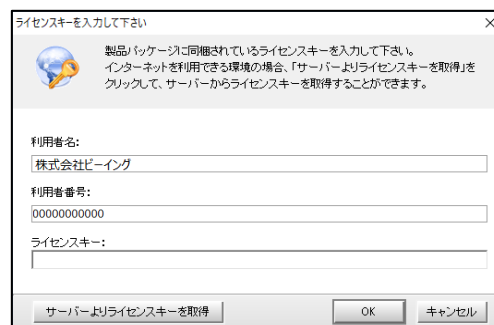 ライセンスキーを入力して下さい
製品パッケージに同梱されているライセンスキーを入力して下さい。
インターネットを利用できる環境の場合、「サーバーよりライセンスキーを取得」を
クリックして、サーバーからライセンスキーを取得することができます。
利用者名:
株式会社ビーイング
利用者番号:
00000000000
ライセンスキー:
サーバーよりライセンスキーを取得
OK
キャンセル